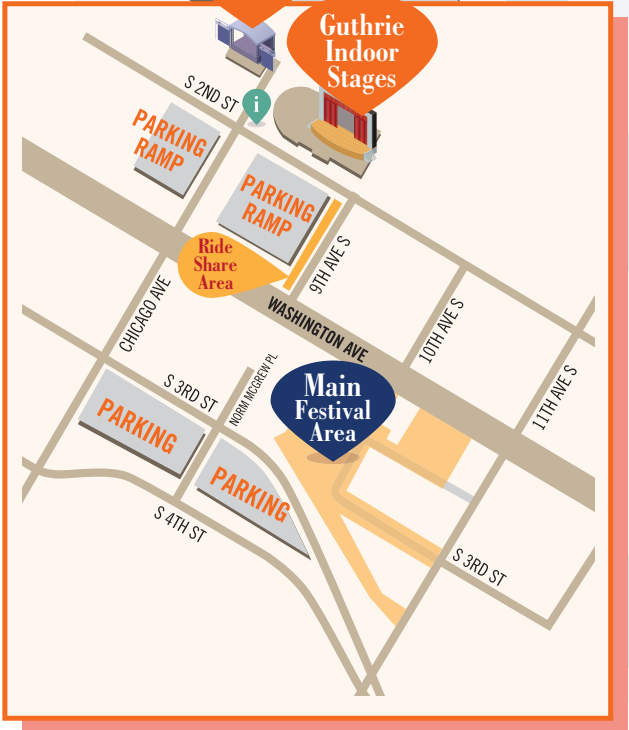 Guthrie
Indoor
Stages
S 2ND ST
i
PARKING
RAMP
PARKING
RAMP
Ride
Share
Area
9TH AVE S
CHICAGO AVE
WASHINGTON AVE
10TH AVE S
11TH AVE S
S 3RD ST
NORM MCGREW PL
Main
Festival
Area
PARKING
PARKING
S 4TH ST
S 3RD ST